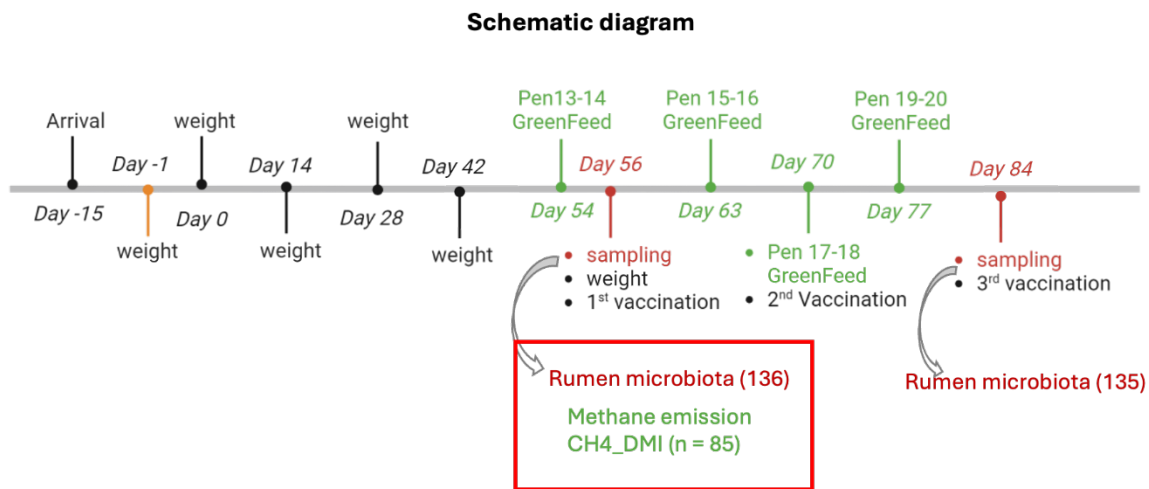 Schematic diagram
Arrival
Day -15
Day -1
weight
weight
Day 0
Day 14
weight
weight
Day 28
Day 42
weight
Pen13-14
GreenFeed
Day 54
Day 56
• sampling
• weight
• 1st vaccination
Pen 15-16
GreenFeed
Day 63
Day 70
• Pen 17-18
GreenFeed
• 2nd Vaccination
Pen 19-20
GreenFeed
Day 77
Day 84
• sampling
• 3rd vaccination
Rumen microbiota (136)
Methane emission
CH4_DMI (n = 85)
Rumen microbiota (135)